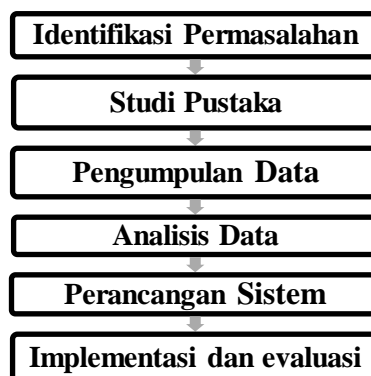 Identifikasi Permasalahan
Studi Pustaka
Pengumpulan Data
Analisis Data
Perancangan Sistem
Implementasi dan evaluasi